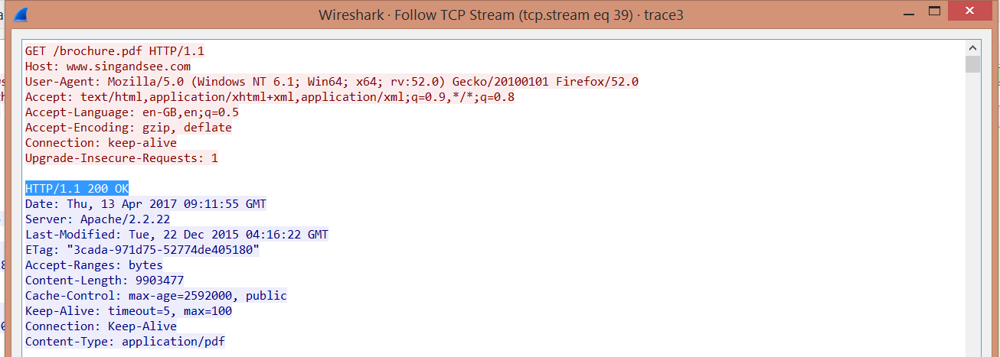 Wireshark · Follow TCP Stream (tcp.stream eq 39) · trace3
GET /brochure.pdf HTTP/1.1
Host: www.singandsee.com
User-Agent: Mozilla/5.0 (Windows NT 6.1; Win64; x64; rv:52.0) Gecko/20100101 Firefox/52.0
Accept: text/html,application/xhtml+xml,application/xml;q=0.9,*/*;q=0.8
Accept-Language: en-GB,en;q=0.5
Accept-Encoding: gzip, deflate
Connection: keep-alive
Upgrade-Insecure-Requests: 1
HTTP/1.1 200 OK
Date: Thu, 13 Apr 2017 09:11:55 GMT
Server: Apache/2.2.22
Last-Modified: Tue, 22 Dec 2015 04:16:22 GMT
ETag: "3cada-971d75-52774de405180"
Accept-Ranges: bytes
Content-Length: 9903477
Cache-Control: max-age=2592000, public
Keep-Alive: timeout=5, max=100
Connection: Keep-Alive
Content-Type: application/pdf